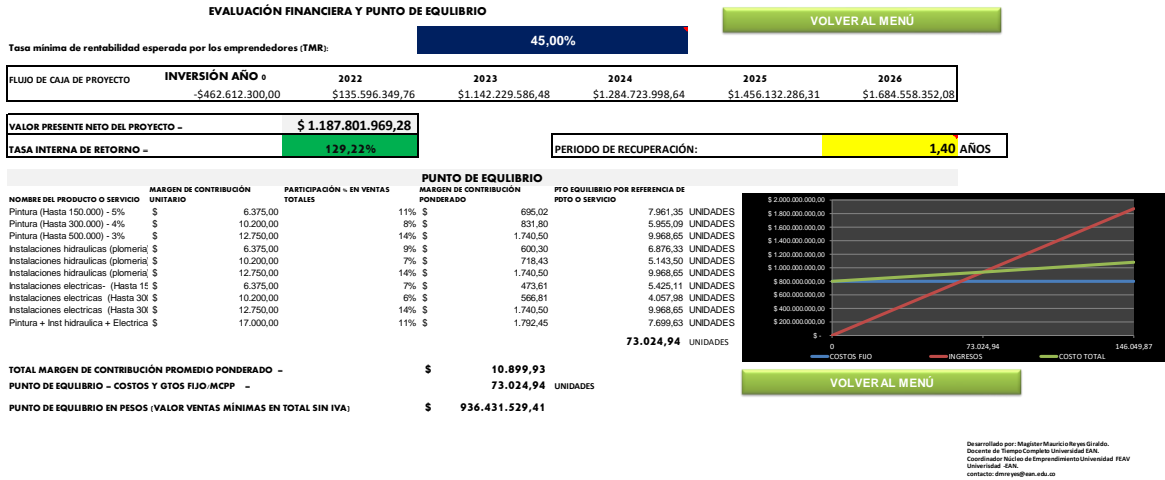 EVALUACIÓN FINANCIERA Y PUNTO DE EQULIBRIO
VOLVER AL MENÚ
Tasa mínima de rentabilidad esperada por los emprendedores (TMR):
45,00%
FLUJO DE CAJA DE PROYECTO INVERSIÓN AÑO 0 2022 2023 2024 2025 2026
-$462.612.300,00 $135.596.349,76 $1.142.229.586,48 $1.284.723.998,64 $1.456.132.286,31 $1.684.558.352,08
VALOR PRESENTE NETO DEL PROYECTO = $ 1.187.801.969,28
TASA INTERNA DE RETORNO = 129,22% PERIODO DE RECUPERACIÓN: 1,40 AÑOS
PUNTO DE EQULIBRIO
NOMBRE DEL PRODUCTO O SERVICIO MARGEN DE CONTRIBUCIÓN UNITARIO PARTICIPACIÓN % EN VENTAS TOTALES MARGEN DE CONTRIBUCIÓN PONDERADO PTO EQUILIBRIO POR REFERENCIA DE PDTO O SERVICIO
Pintura (Hasta 150.000) - 5% $ 6.375,00 11% $ 695,02 7.961,35 UNIDADES
Pintura (Hasta 300.000) - 4% $ 10.200,00 8% $ 831,80 5.955,09 UNIDADES
Pintura (Hasta 500.000) - 3% $ 12.750,00 14% $ 1.740,50 9.968,65 UNIDADES
Instalaciones hidraulicas (plomeria) $ 6.375,00 9% $ 600,30 6.876,33 UNIDADES
Instalaciones hidraulicas (plomeria) $ 10.200,00 7% $ 718,43 5.143,50 UNIDADES
Instalaciones hidraulicas (plomeria) $ 12.750,00 14% $ 1.740,50 9.968,65 UNIDADES
Instalaciones electricas- (Hasta 15 $ 6.375,00 7% $ 473,61 5.425,11 UNIDADES
Instalaciones electricas (Hasta 300 $ 10.200,00 6% $ 566,81 4.057,98 UNIDADES
Instalaciones electricas (Hasta 300 $ 12.750,00 14% $ 1.740,50 9.968,65 UNIDADES
Pintura + Inst hidraulica + Electrica $ 17.000,00 11% $ 1.792,45 7.699,63 UNIDADES
73.024,94 UNIDADES
TOTAL MARGEN DE CONTRIBUCIÓN PROMEDIO PONDERADO = $ 10.899,93
PUNTO DE EQULIBRIO = COSTOS Y GTOS FIJO/MCPP = 73.024,94 UNIDADES
PUNTO DE EQULIBRIO EN PESOS (VALOR VENTAS MÍNIMAS EN TOTAL SIN IVA) $ 936.431.529,41
$ 2.000.000.000,00
$ 1.800.000.000,00
$ 1.600.000.000,00
$ 1.400.000.000,00
$ 1.200.000.000,00
$ 1.000.000.000,00
$ 800.000.000,00
$ 600.000.000,00
$ 400.000.000,00
$ 200.000.000,00
$ -
0 73.024,94 146.049,87
COSTOS FIJO INGRESOS COSTO TOTAL
VOLVER AL MENÚ
Desarrollado por: Magister Mauricio Reyes Giraldo.
Docente de Tiempo Completo Universidad EAN.
Coordinador Núcleo de Emprendimiento Universidad FEAV
Univerisdad -EAN.
contacto: dmreyes@ean.edu.co